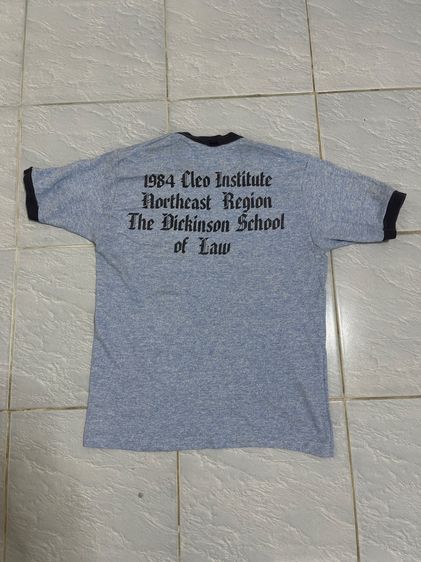 1984 Cleo Institute
Northeast Region
The Dickinson School
of Law